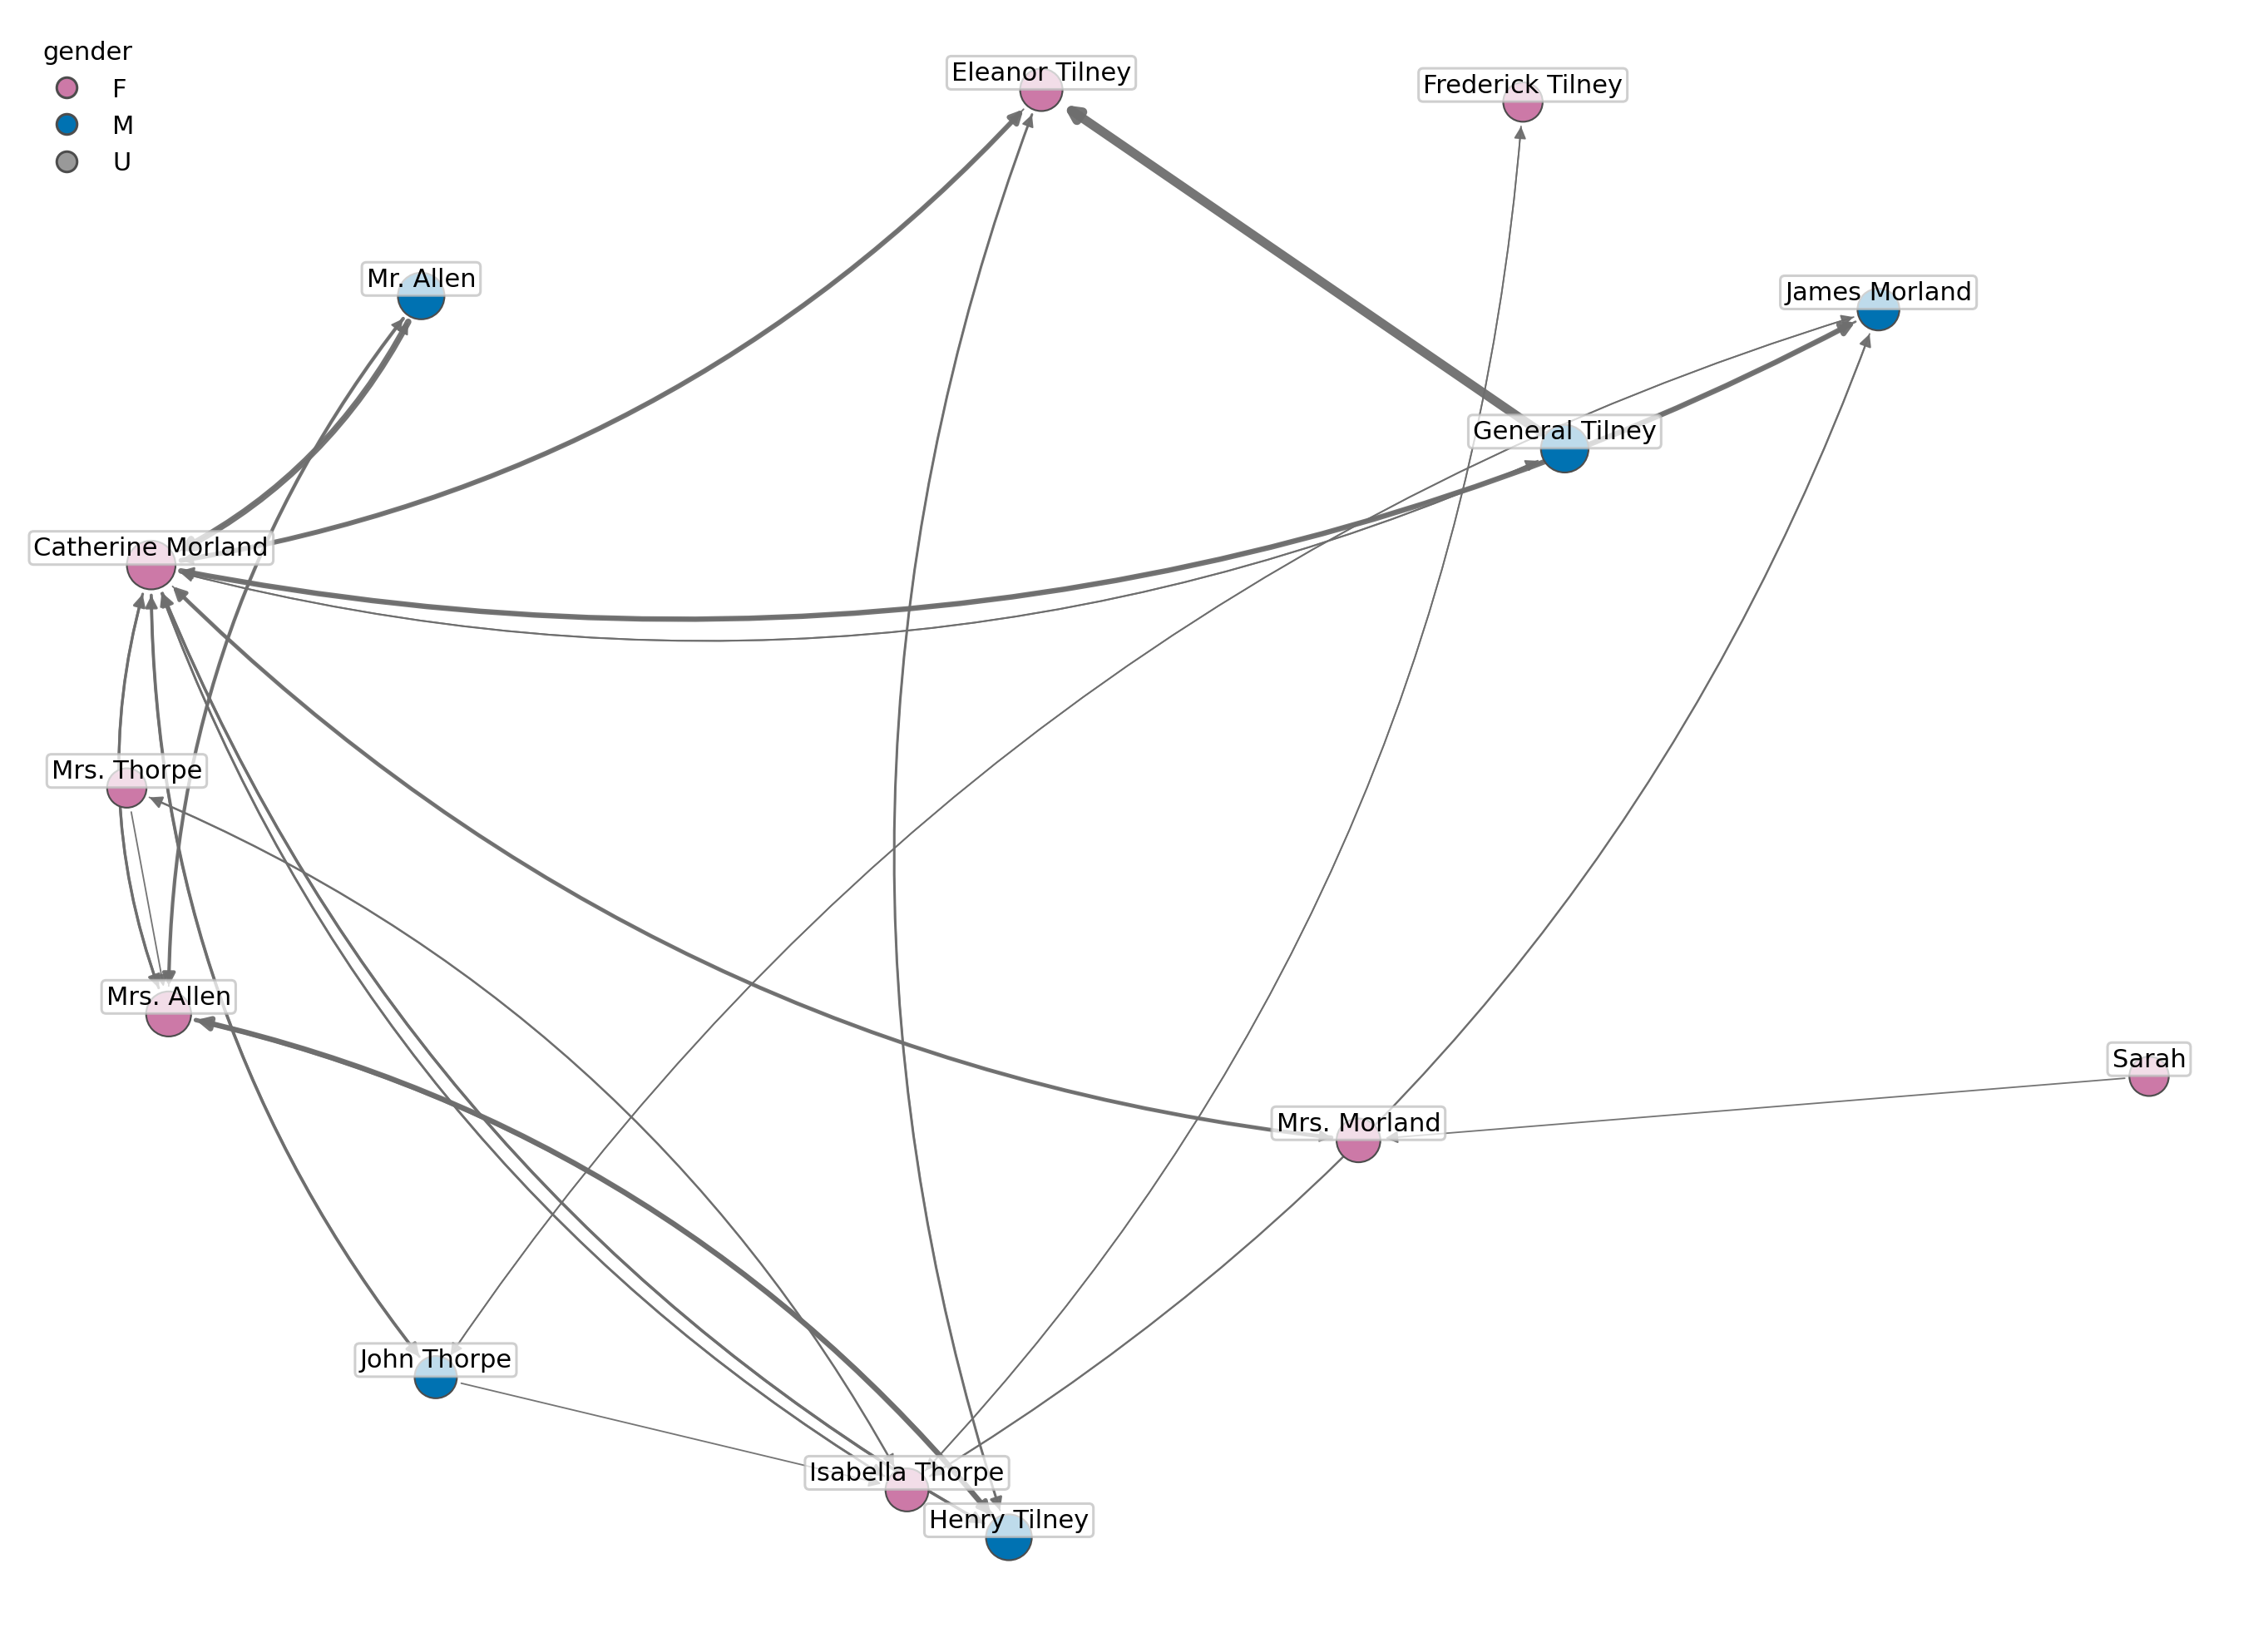 gender
F
M
U
Eleanor Tilney
Frederick Tilney
Mr. Allen
James Morland
General Tilney
Catherine Morland
Mrs. Thorpe
Mrs. Allen
Sarah
Mrs. Morland
John Thorpe
Isabella Thorpe
Henry Tilney